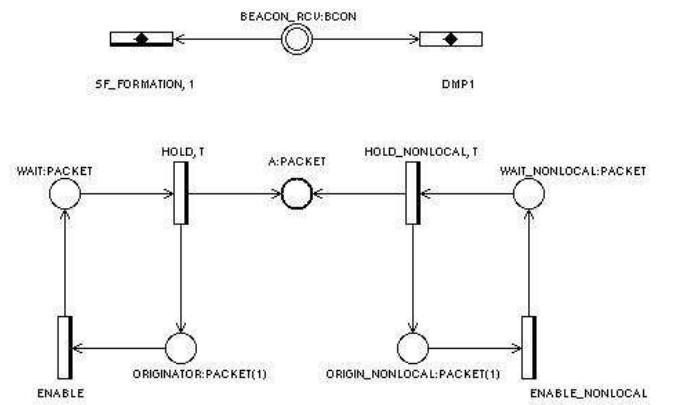 BEACON_RCV:BCON
SF_FORMATION, 1
DMP1
HOLD, T
A:PACKET
HOLD_NONLOCAL, T
WAIT:PACKET
WAIT_NONLOCAL:PACKET
ORIGINATOR:PACKET(1)
ORIGIN_NONLOCAL:PACKET(1)
ENABLE
ENABLE_NONLOCAL